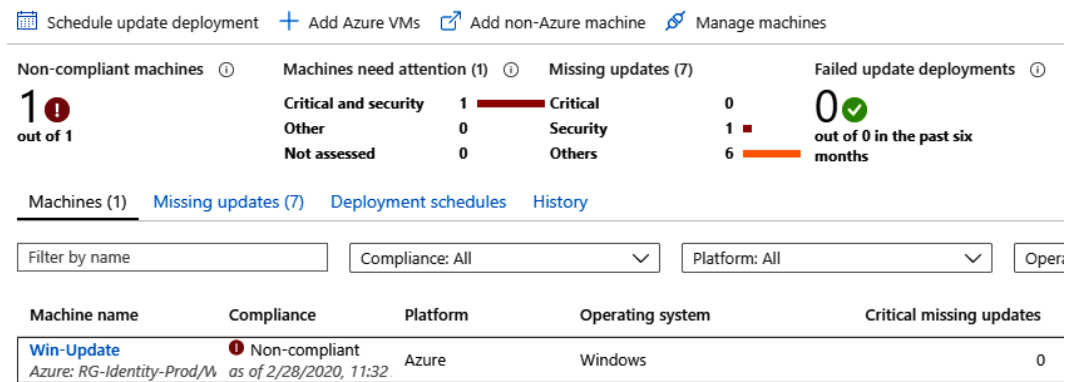 Schedule update deployment Add Azure VMs Add non-Azure machine Manage machines
Non-compliant machines Machines need attention (1) Missing updates (7) Failed update deployments
1 out of 1
Critical and security 1
Other 0
Not assessed 0
Critical 0
Security 1
Others 6
0
out of 0 in the past six
months
Machines (1) Missing updates (7) Deployment schedules History
Filter by name Compliance: All Platform: All Opera
Machine name Compliance Platform Operating system Critical missing updates
Win-Update Non-compliant Azure Windows 0
Azure: RG-Identity-Prod/W as of 2/28/2020, 11:32